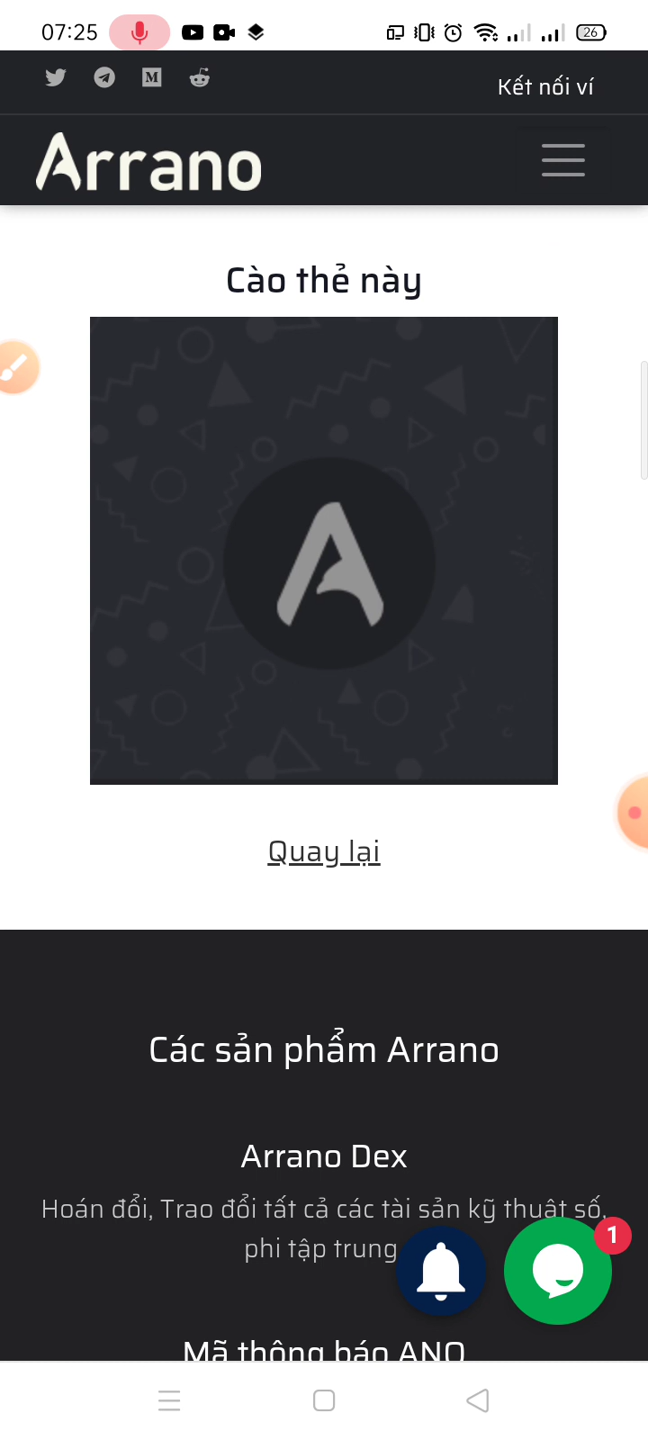 07:25
26
Kết nối ví
Arrano
Cào thẻ này
Quay lại
Các sản phẩm Arrano
Arrano Dex
Hoán đổi, Trao đổi tất cả các tài sản kỹ thuật số,
phi tập trung
1
Mã thông báo ANO